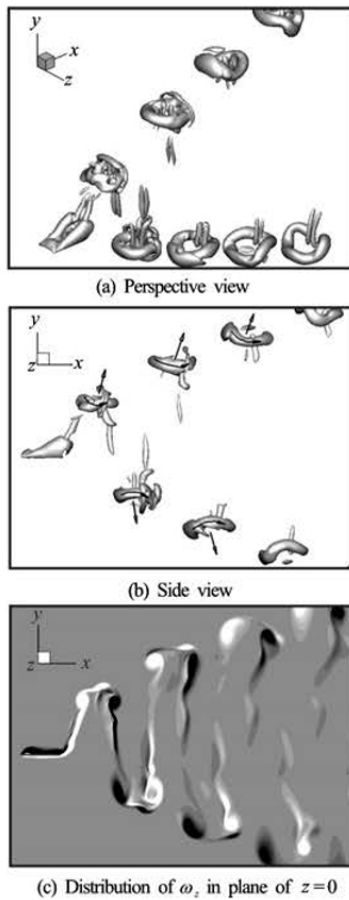 y
x
z
(a) Perspective view
y
z
x
(b) Side view
y
z
x
(c) Distribution of ω_z in plane of z=0